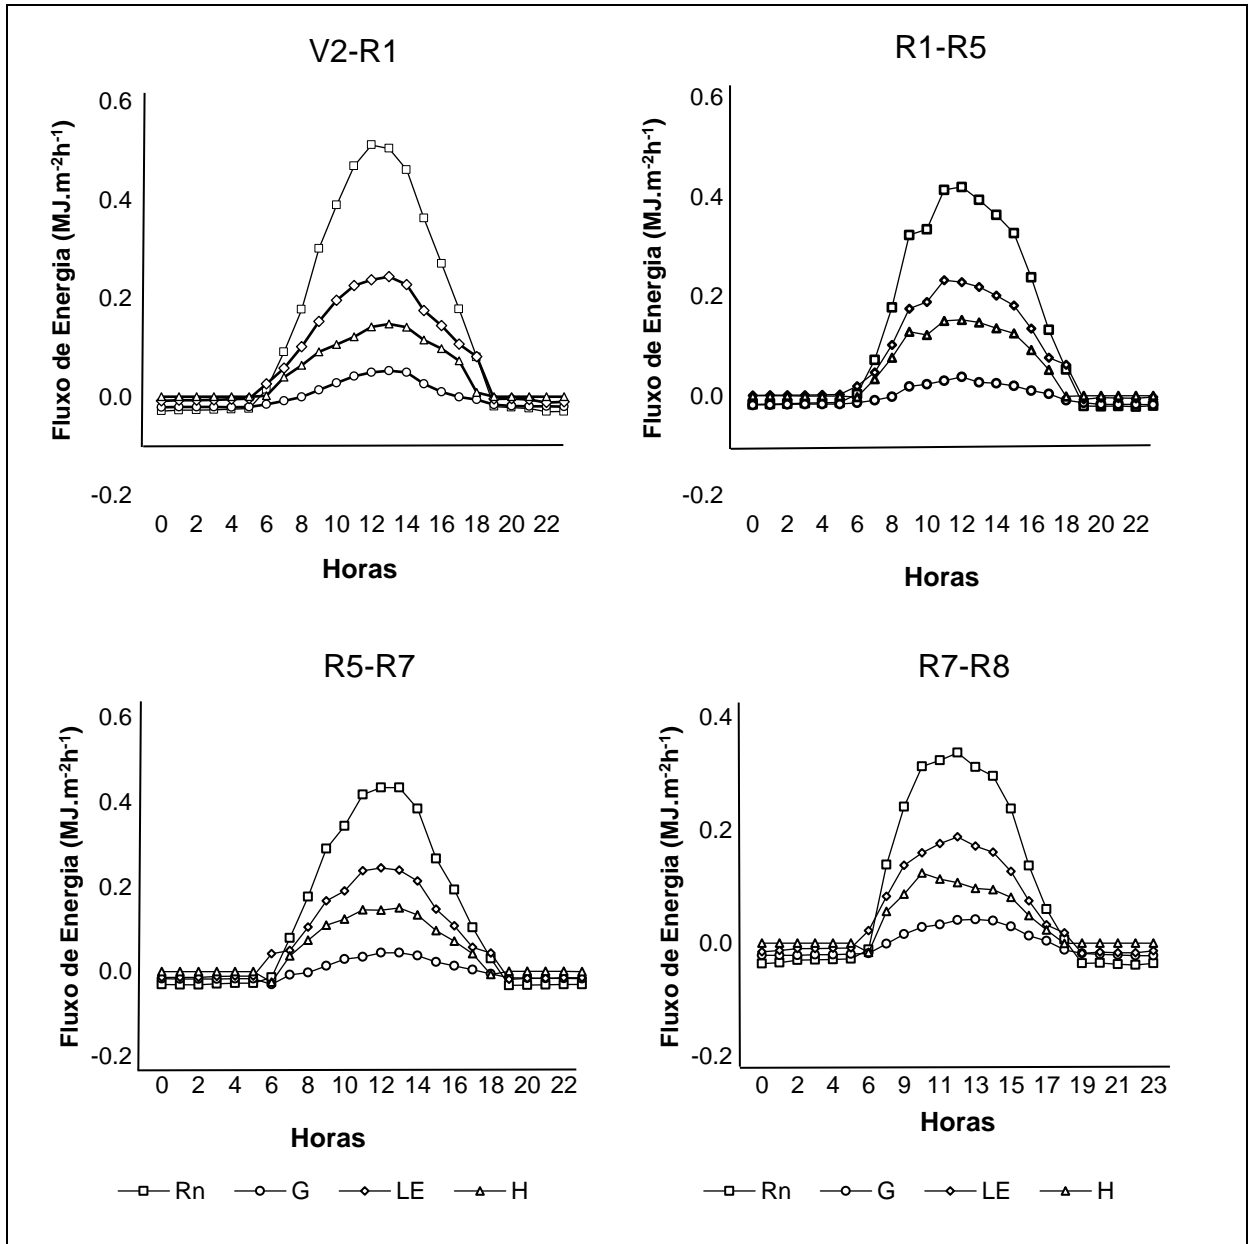 V2-R1
Fluxo de Energia (MJ.m-2h-1)
0.6
0.4
0.2
0.0
-0.2
0 2 4 6 8 10 12 14 16 18 20 22
Horas
R1-R5
Fluxo de Energia (MJ.m-2h-1)
0.6
0.4
0.2
0.0
-0.2
0 2 4 6 8 10 12 14 16 18 20 22
Horas
R5-R7
Fluxo de Energia (MJ.m-2h-1)
0.6
0.4
0.2
0.0
-0.2
0 2 4 6 8 10 12 14 16 18 20 22
Horas
Rn G LE H
R7-R8
Fluxo de Energia (MJ.m-2h-1)
0.4
0.2
0.0
-0.2
0 2 4 6 9 11 13 15 17 19 21 23
Horas
Rn G LE H